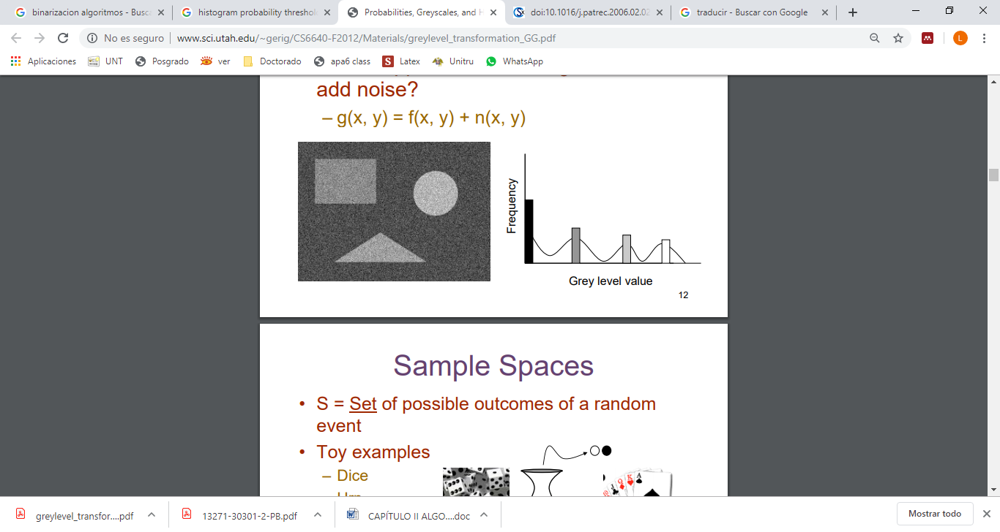 binarizacion algoritmos - Busca
histogram probability threshol
Probabilities, Greyscales, and H
doi:10.1016/j.patrec.2006.02.02
traducir - Buscar con Google
No es seguro
www.sci.utah.edu/~gerig/CS6640-F2012/Materials/greylevel_transformation_GG.pdf
L
Aplicaciones
UNT
Posgrado
ver
Doctorado
apa6 class
S
Latex
Unitru
WhatsApp
add noise?
– g(x, y) = f(x, y) + n(x, y)
Frequency
Grey level value
12
Sample Spaces
• S = Set of possible outcomes of a random
event
• Toy examples
– Dice
greylevel_transfor....pdf
13271-30301-2-PB.pdf
CAPÍTULO II ALGO....doc
Mostrar todo